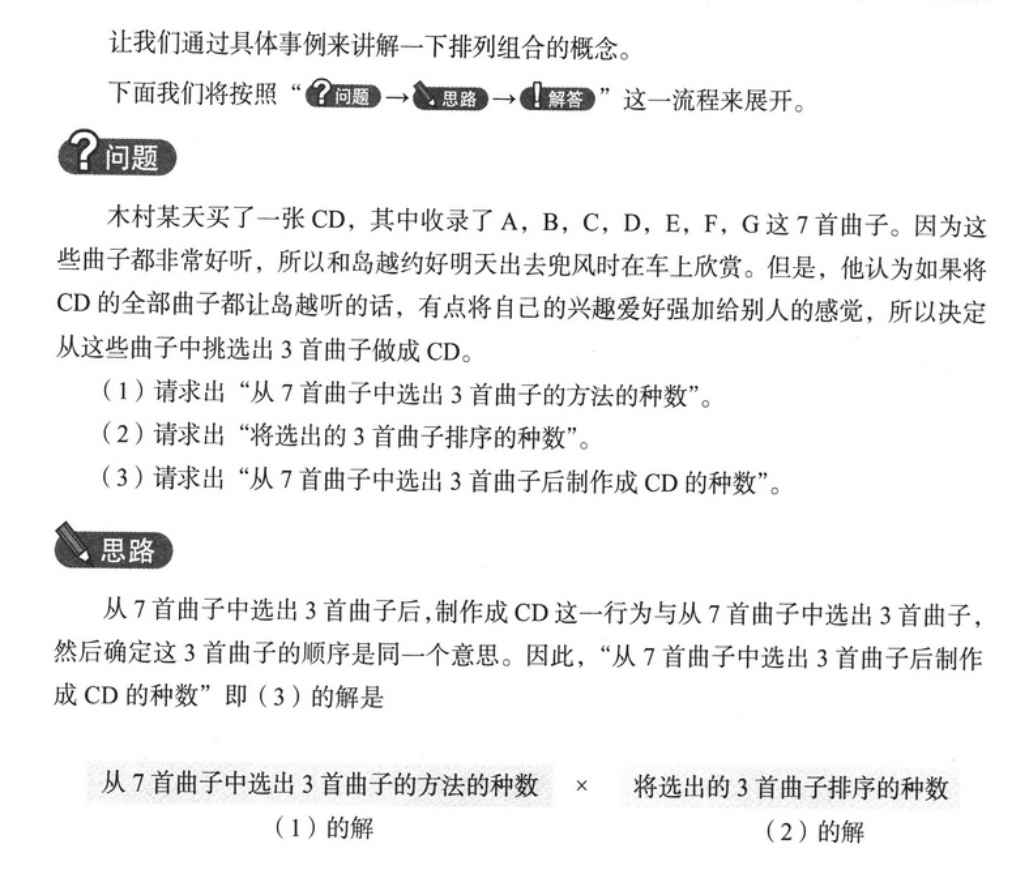 让我们通过具体事例来讲解一下排列组合的概念。
下面我们将按照“?问题→思路→!解答”这一流程来展开。
?问题
木村某天买了一张 CD，其中收录了 A，B，C，D，E，F，G 这 7 首曲子。因为这
些曲子都非常好听，所以和岛越约好明天出去兜风时在车上欣赏。但是，他认为如果将
CD 的全部曲子都让岛越听的话，有点将自己的兴趣爱好强加给别人的感觉，所以决定
从这些曲子中挑选出 3 首曲子做成 CD。
（1）请求出“从 7 首曲子中选出 3 首曲子的方法的种数”。
（2）请求出“将选出的 3 首曲子排序的种数”。
（3）请求出“从 7 首曲子中选出 3 首曲子后制作成 CD 的种数”。
思路
从 7 首曲子中选出 3 首曲子后，制作成 CD 这一行为与从 7 首曲子中选出 3 首曲子，
然后确定这 3 首曲子的顺序是同一个意思。因此，“从 7 首曲子中选出 3 首曲子后制作
成 CD 的种数”即（3）的解是
从 7 首曲子中选出 3 首曲子的方法的种数 × 将选出的 3 首曲子排序的种数
（1）的解 （2）的解